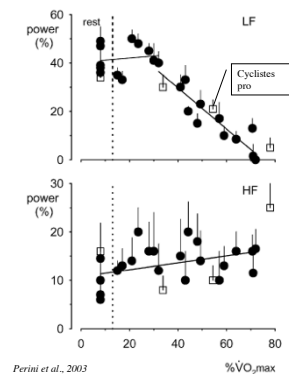 rest
LF
power
(%)
60
40
20
0
Cyclistes
pro
power
(%)
HF
30
20
10
0
0 20 40 60 80
Perini et al., 2003
%V̇O₂max